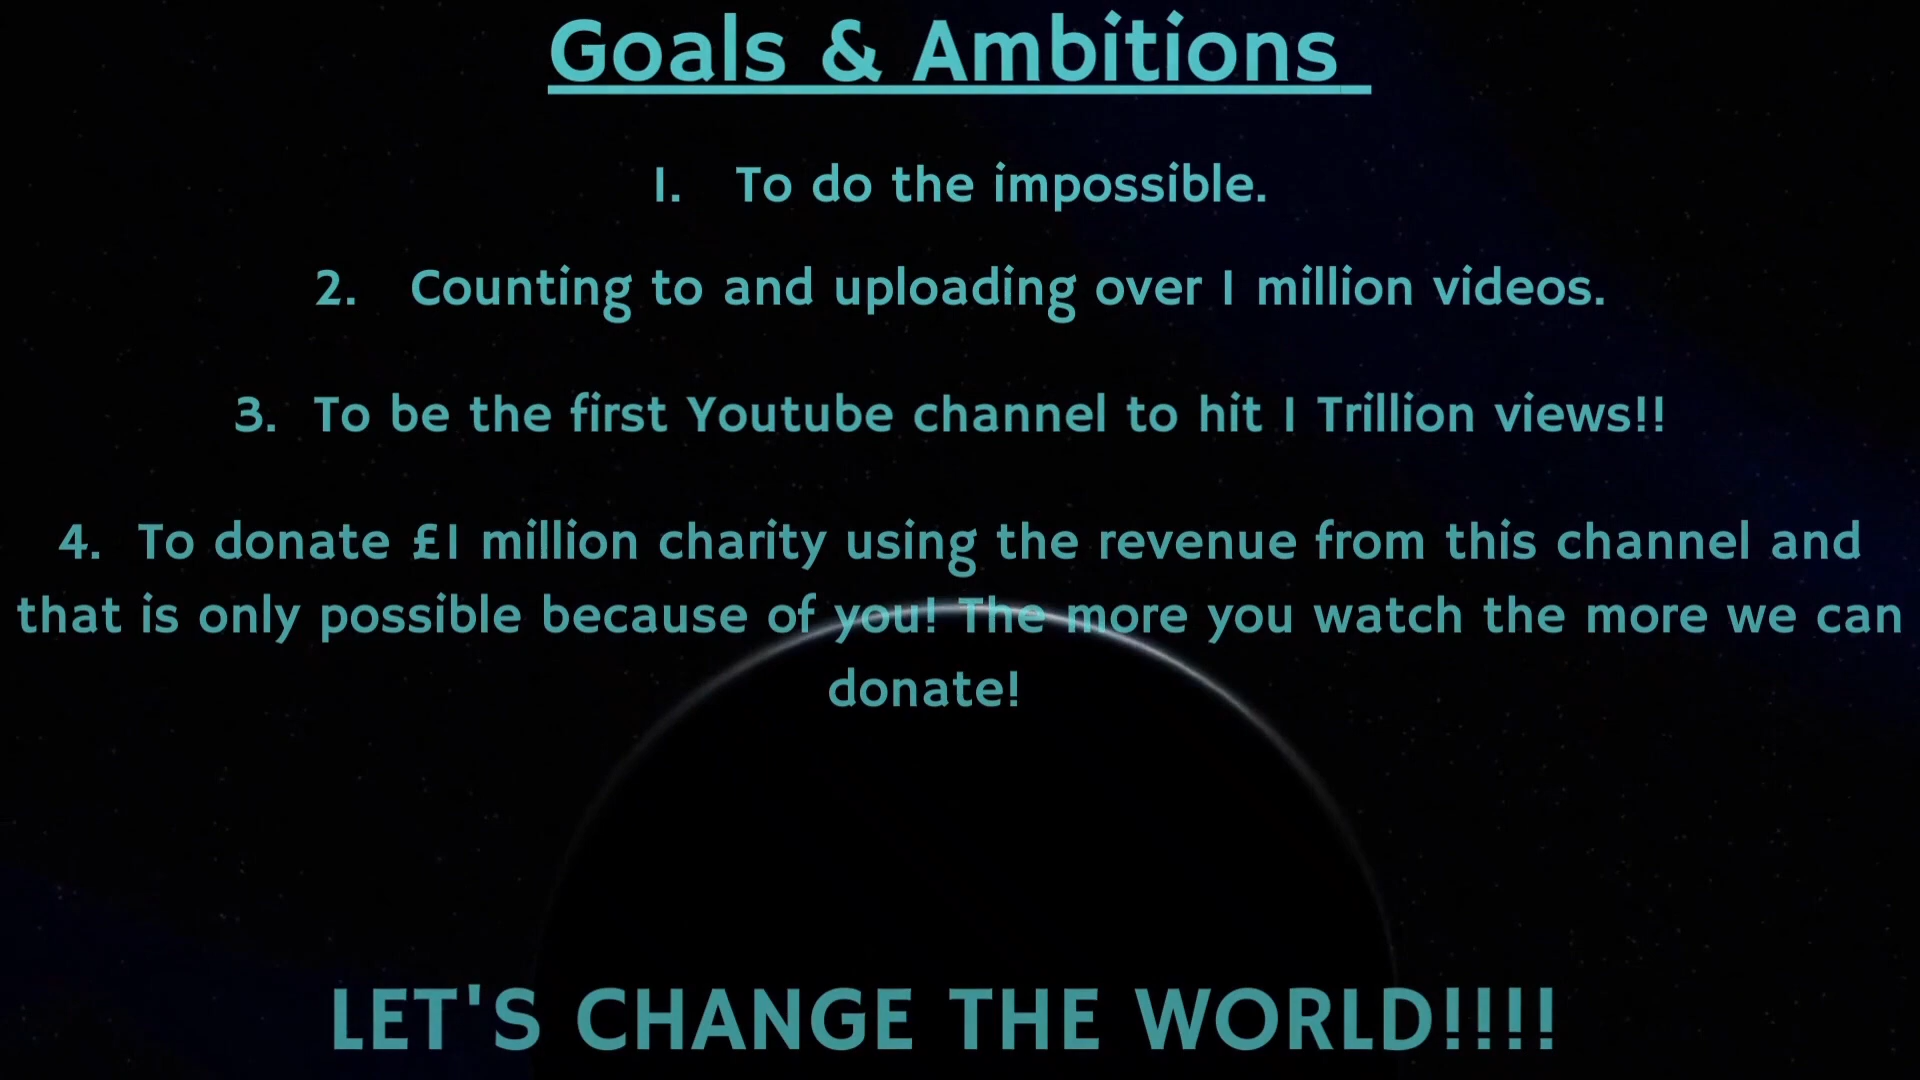 Goals & Ambitions
1. To do the impossible.
2. Counting to and uploading over 1 million videos.
3. To be the first Youtube channel to hit 1 Trillion views!!
4. To donate £1 million charity using the revenue from this channel and
that is only possible because of you! The more you watch the more we can
donate!
LET'S CHANGE THE WORLD!!!!